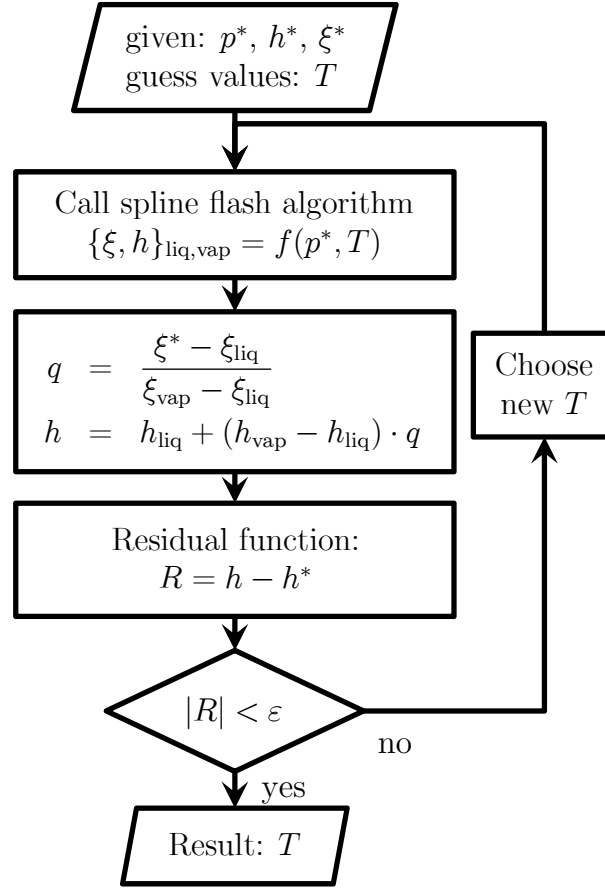 given: p*, h*, ξ*
guess values: T
Call spline flash algorithm
{ξ, h}liq,vap = f(p*, T)
q = (ξ* − ξliq) / (ξvap − ξliq)
h = hliq + (hvap − hliq) · q
Choose
new T
Residual function:
R = h − h*
|R| < ε
no
yes
Result: T